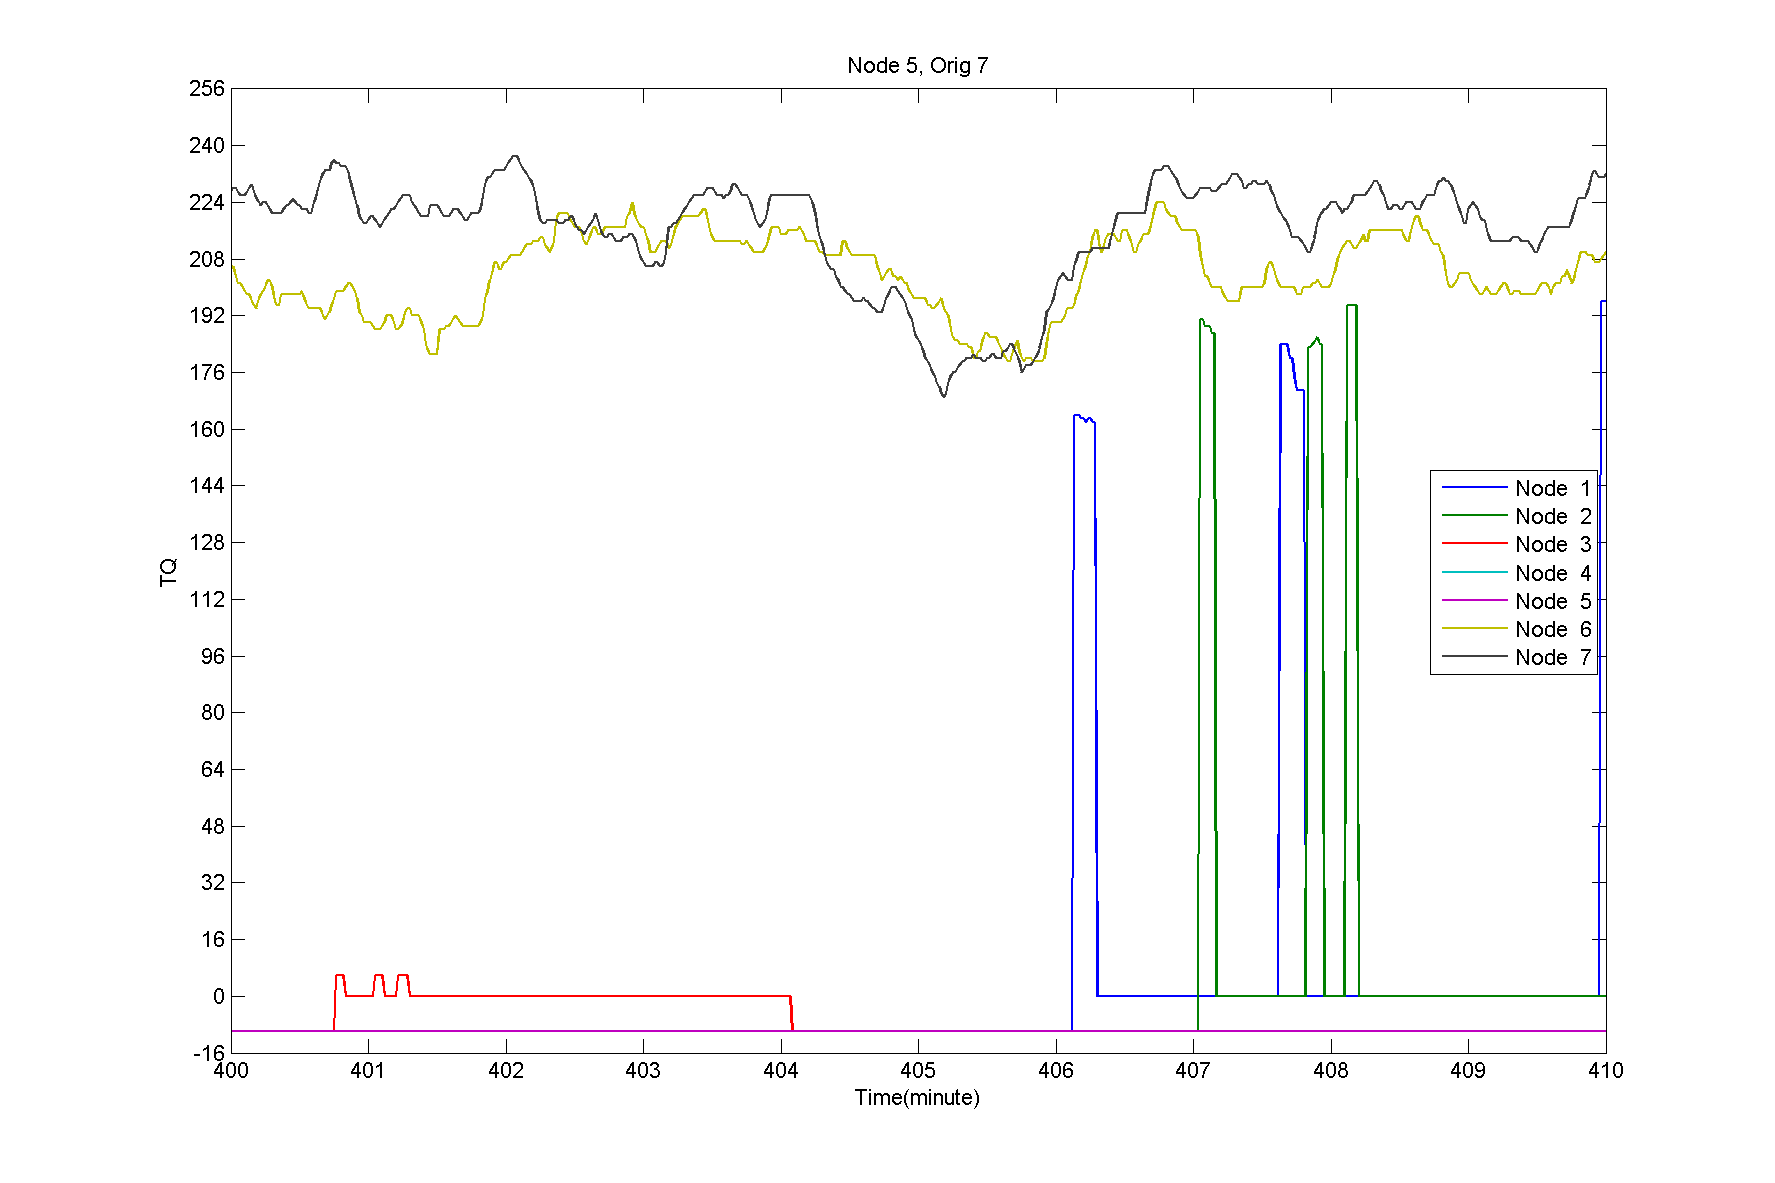 Node 5, Orig 7
256
240
224
208
192
176
160
144
128
112
96
80
64
48
32
16
0
-16
TQ
Node 1
Node 2
Node 3
Node 4
Node 5
Node 6
Node 7
400 401 402 403 404 405 406 407 408 409 410
Time(minute)